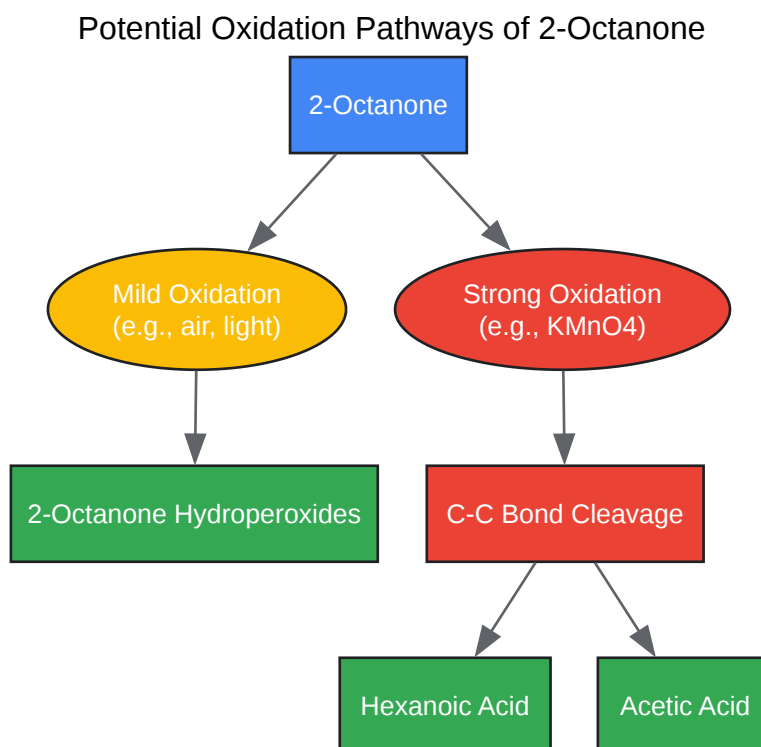 Potential Oxidation Pathways of 2-Octanone
2-Octanone
Mild Oxidation
(e.g., air, light)
Strong Oxidation
(e.g., KMnO4)
2-Octanone Hydroperoxides
C-C Bond Cleavage
Hexanoic Acid
Acetic Acid